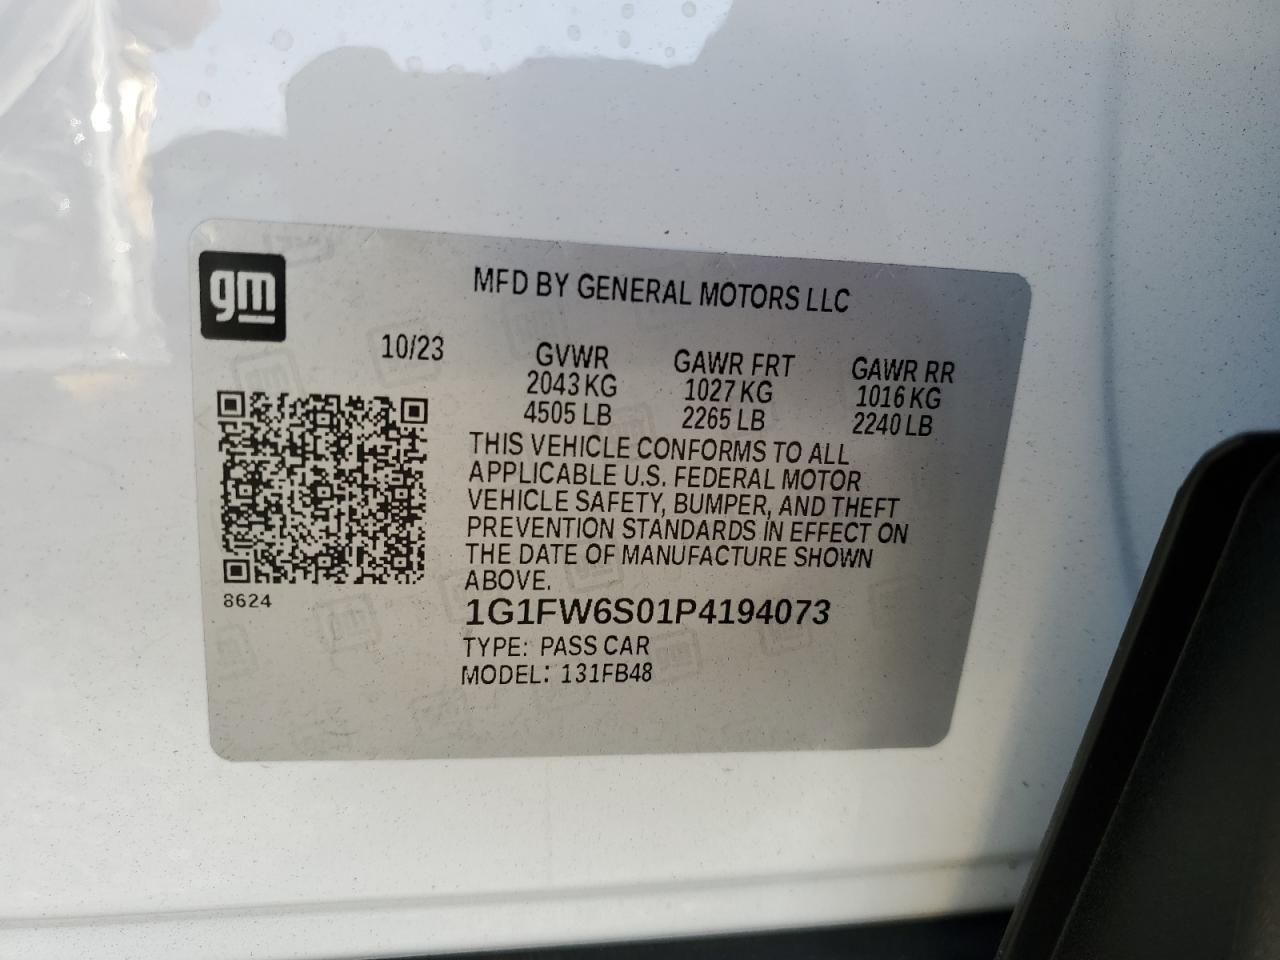 gm
MFD BY GENERAL MOTORS LLC
10/23
GVWR GAWR FRT GAWR RR
2043 KG 1027 KG 1016 KG
4505 LB 2265 LB 2240 LB
THIS VEHICLE CONFORMS TO ALL
APPLICABLE U.S. FEDERAL MOTOR
VEHICLE SAFETY, BUMPER, AND THEFT
PREVENTION STANDARDS IN EFFECT ON
THE DATE OF MANUFACTURE SHOWN
ABOVE.
8624
1G1FW6S01P4194073
TYPE: PASS CAR
MODEL: 131FB48